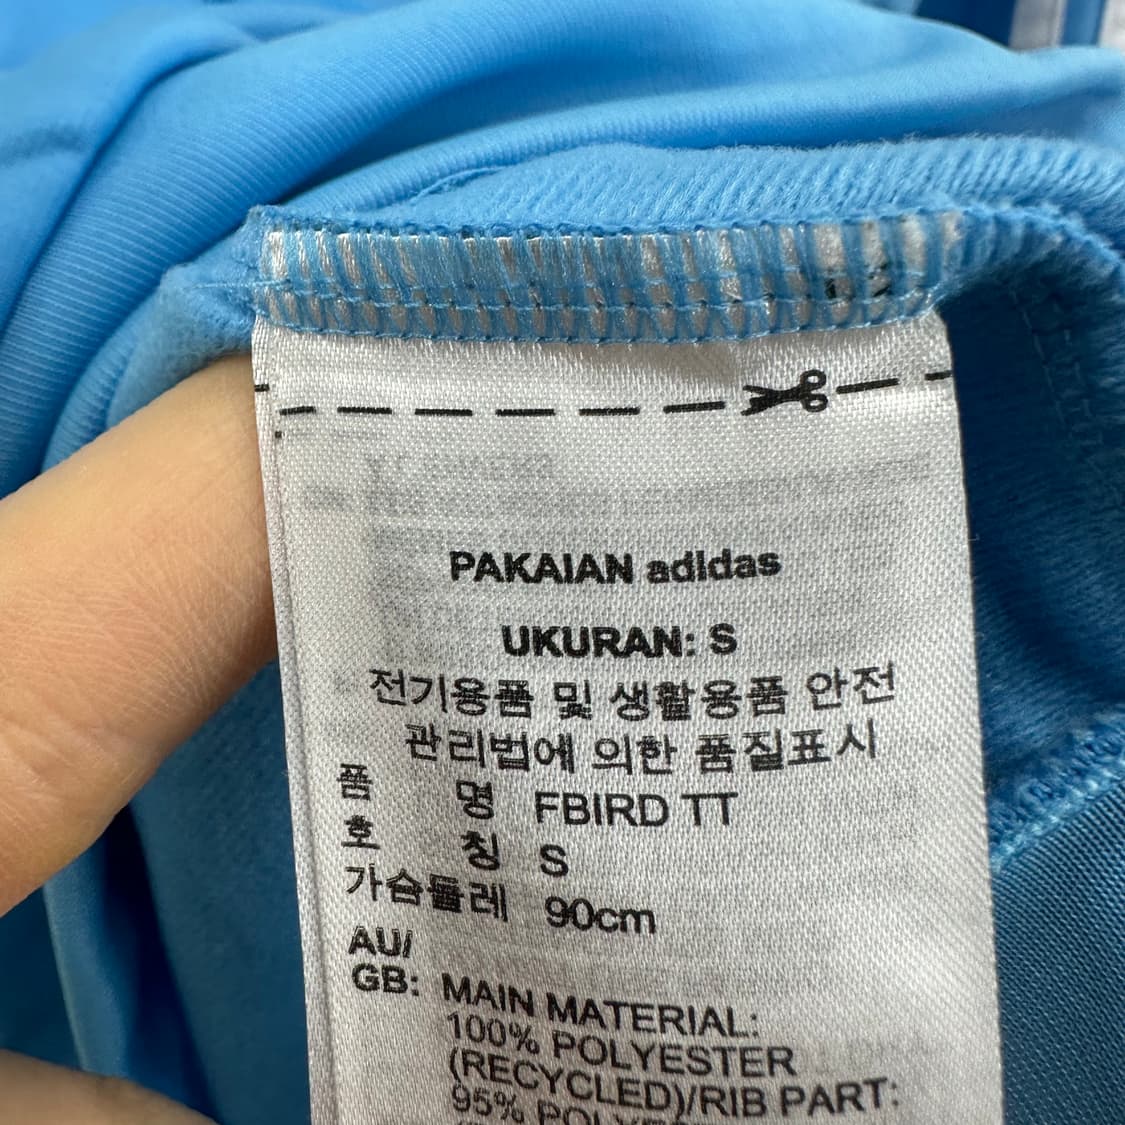 PAKAIAN adidas
UKURAN: S
전기용품 및 생활용품 안전
관리법에 의한 품질표시
품 명 FBIRD TT
호 칭 S
가슴둘레 90cm
AU/
GB: MAIN MATERIAL:
100% POLYESTER
(RECYCLED)/RIB PART:
95%